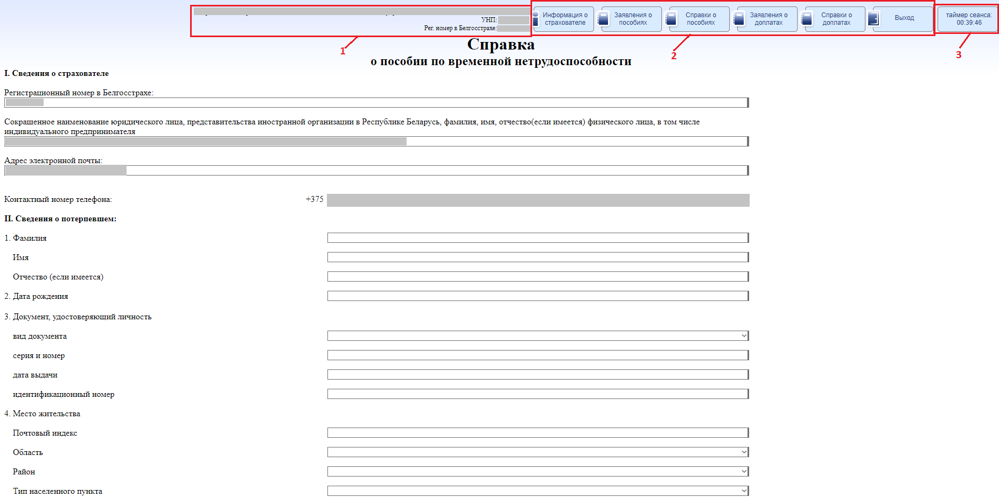 УНП:
Рег. номер в Белгосстрахе:
Информация о
страхователе
Заявления о
пособиях
Справки о
пособиях
Заявления о
доплатах
Справки о
доплатах
Выход
таймер сеанса:
00:39:46
1
2
3
Справка
о пособии по временной нетрудоспособности
I. Сведения о страхователе
Регистрационный номер в Белгосстрахе:
Сокращенное наименование юридического лица, представительства иностранной организации в Республике Беларусь, фамилия, имя, отчество(если имеется) физического лица, в том числе
индивидуального предпринимателя
Адрес электронной почты:
Контактный номер телефона: +375
II. Сведения о потерпевшем:
1. Фамилия
Имя
Отчество (если имеется)
2. Дата рождения
3. Документ, удостоверяющий личность
вид документа
серия и номер
дата выдачи
идентификационный номер
4. Место жительства
Почтовый индекс
Область
Район
Тип населенного пункта